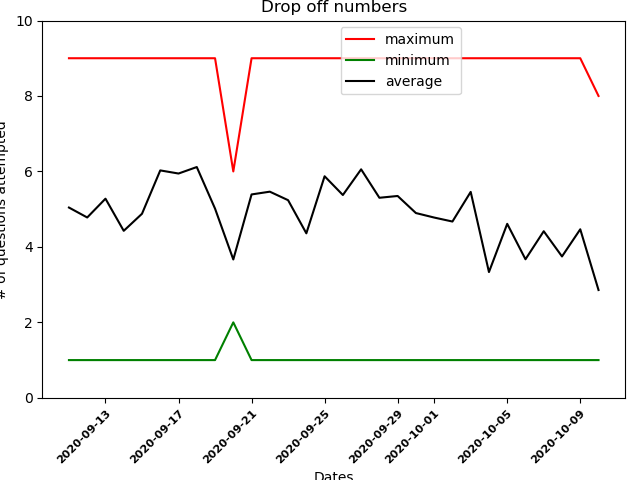 Drop off numbers
maximum
minimum
average
# of questions attempted
10
8
6
4
2
0
2020-09-13
2020-09-17
2020-09-21
2020-09-25
2020-09-29
2020-10-01
2020-10-05
2020-10-09
Dates